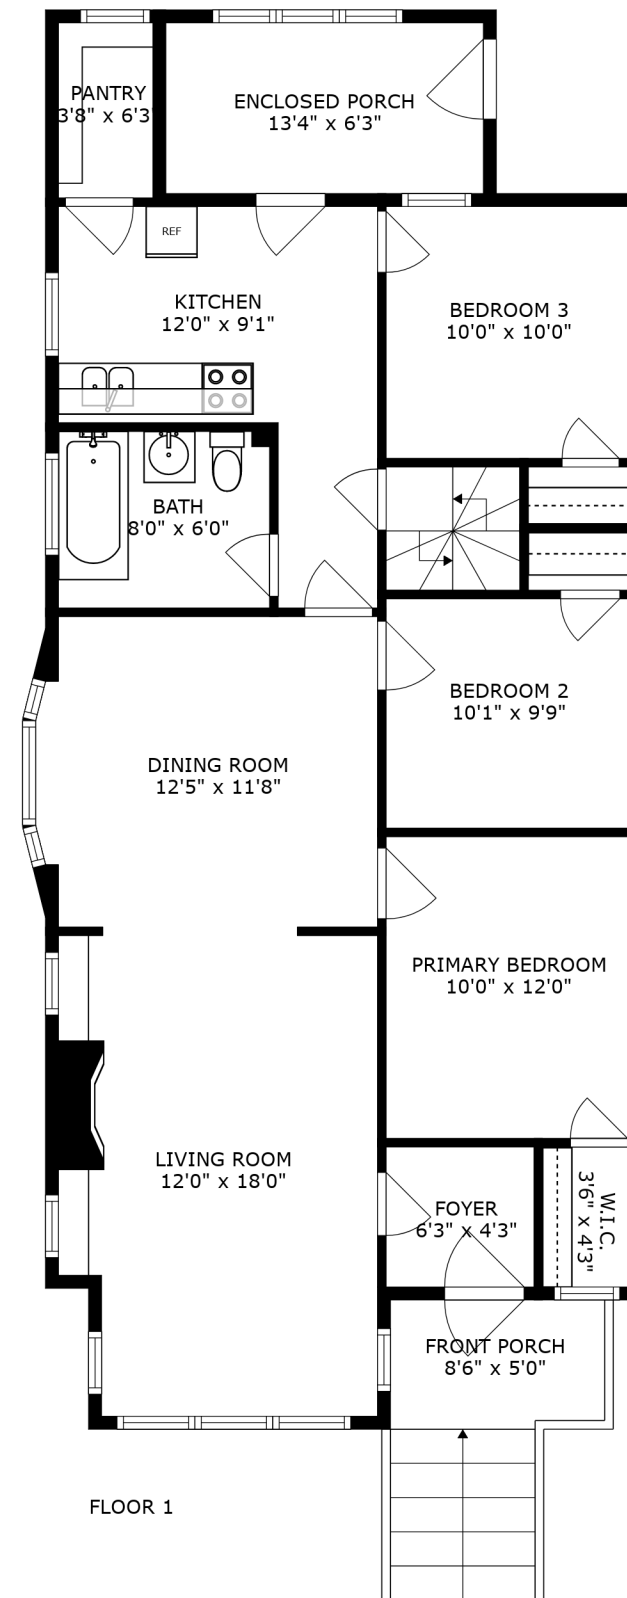 PANTRY
3'8" x 6'3"
ENCLOSED PORCH
13'4" x 6'3"
REF
KITCHEN
12'0" x 9'1"
BEDROOM 3
10'0" x 10'0"
BATH
8'0" x 6'0"
BEDROOM 2
10'1" x 9'9"
DINING ROOM
12'5" x 11'8"
PRIMARY BEDROOM
10'0" x 12'0"
LIVING ROOM
12'0" x 18'0"
FOYER
6'3" x 4'3"
W.I.C.
3'6" x 4'3"
FRONT PORCH
8'6" x 5'0"
FLOOR 1